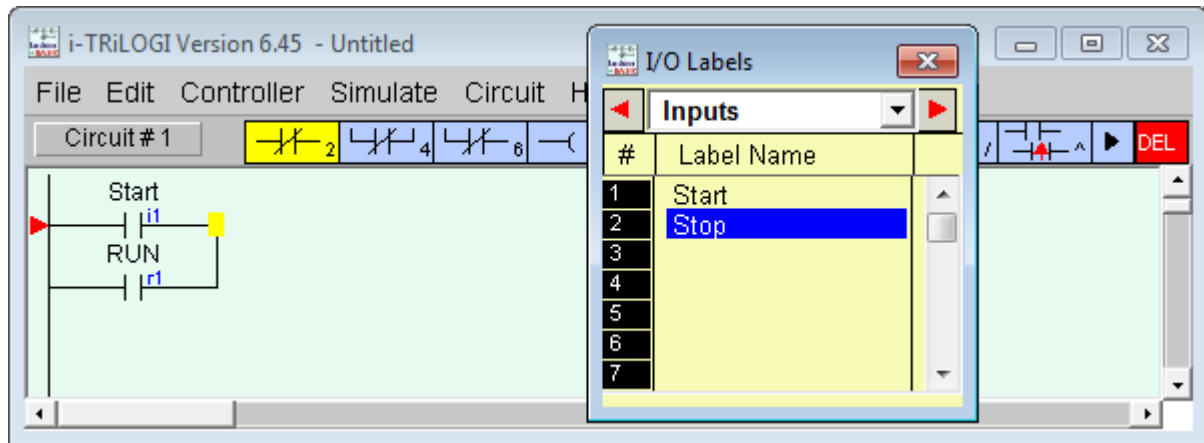 i-TRiLOGI Version 6.45 - Untitled
File Edit Controller Simulate Circuit H
Circuit # 1
2
4
6
/
^
DEL
Start
i1
RUN
r1
I/O Labels
Inputs
# Label Name
1 Start
2 Stop
3
4
5
6
7